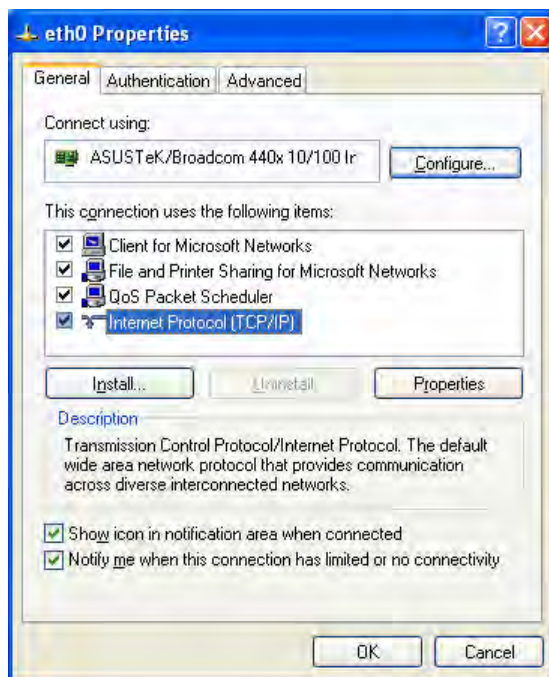 eth0 Properties
General Authentication Advanced
Connect using:
ASUSTeK/Broadcom 440x 10/100 Ir
Configure...
This connection uses the following items:
Client for Microsoft Networks
File and Printer Sharing for Microsoft Networks
QoS Packet Scheduler
Internet Protocol (TCP/IP)
Install... Uninstall Properties
Description
Transmission Control Protocol/Internet Protocol. The default
wide area network protocol that provides communication
across diverse interconnected networks.
Show icon in notification area when connected
Notify me when this connection has limited or no connectivity
OK Cancel